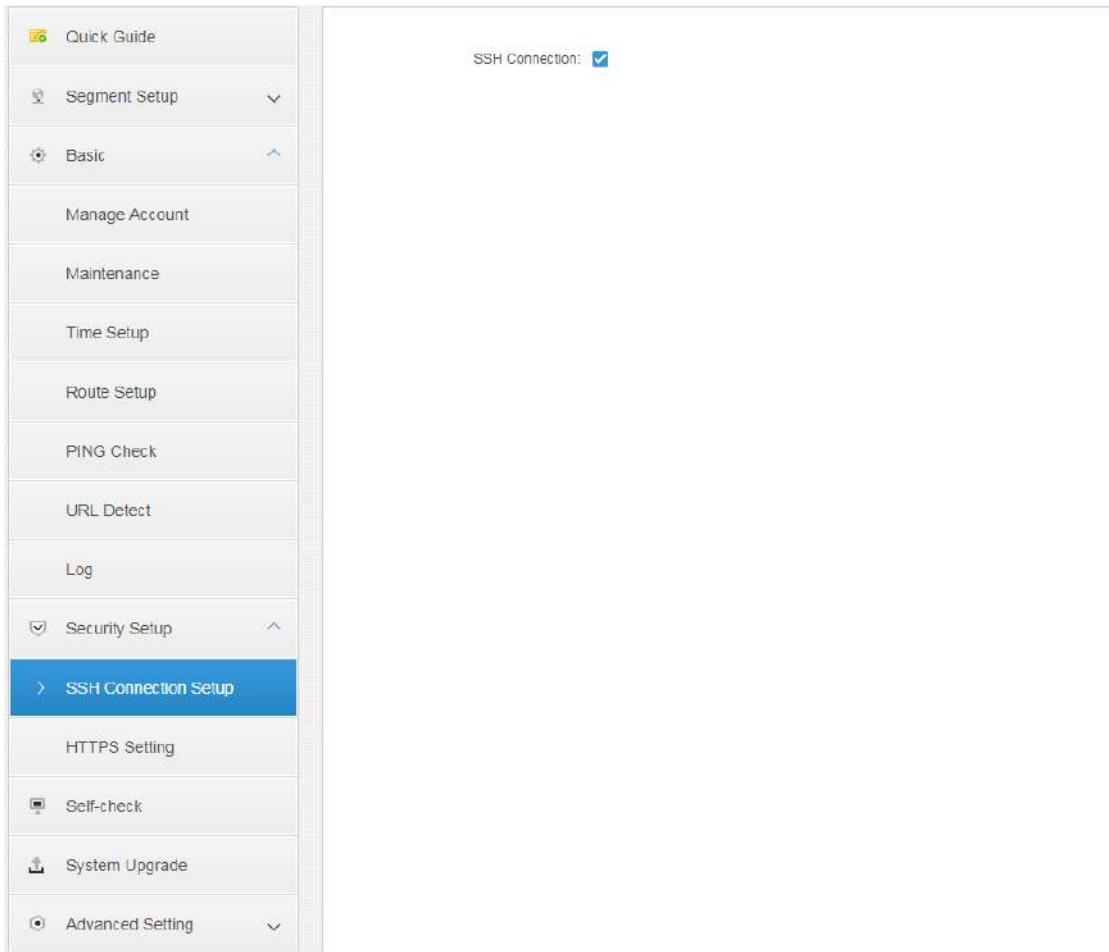 Quick Guide
SSH Connection:
Segment Setup
Basic
Manage Account
Maintenance
Time Setup
Route Setup
PING Check
URL Detect
Log
Security Setup
SSH Connection Setup
HTTPS Setting
Self-check
System Upgrade
Advanced Setting